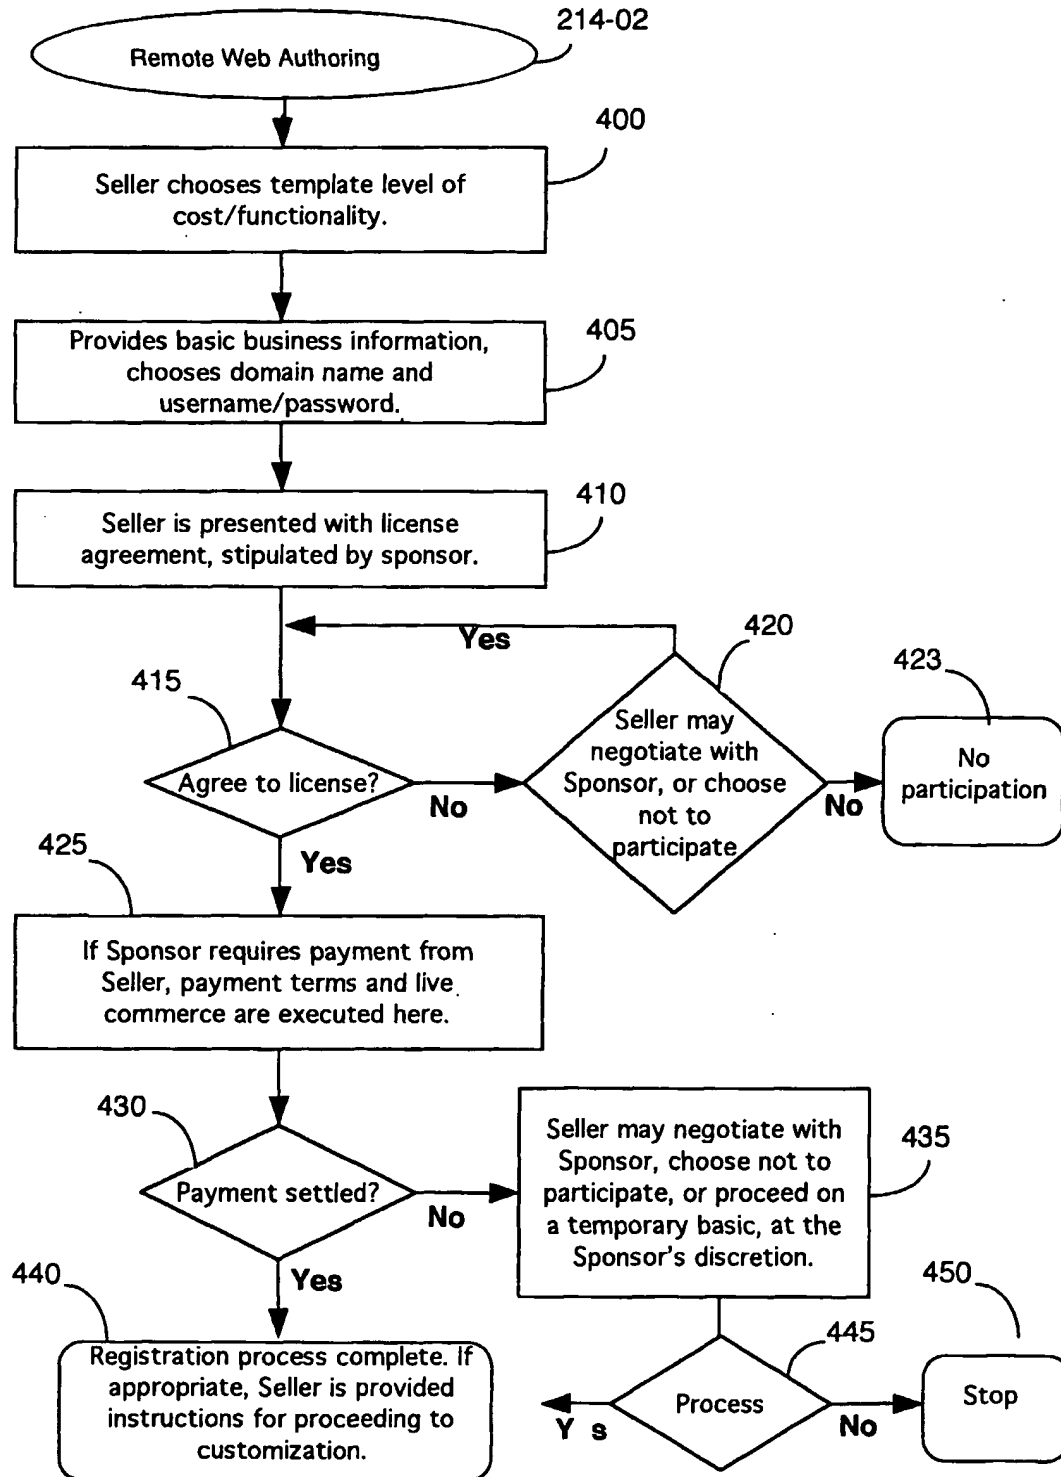 214-02
Remote Web Authoring
400
Seller chooses template level of
cost/functionality.
405
Provides basic business information,
chooses domain name and
username/password.
410
Seller is presented with license
agreement, stipulated by sponsor.
Yes
420
423
415
Agree to license?
No
Seller may
negotiate with
Sponsor, or choose
not to
participate
No
No
participation
425
Yes
If Sponsor requires payment from
Seller, payment terms and live
commerce are executed here.
430
Payment settled?
No
435
Seller may negotiate with
Sponsor, choose not to
participate, or proceed on
a temporary basic, at the
Sponsor's discretion.
440
Yes
Registration process complete. If
appropriate, Seller is provided
instructions for proceeding to
customization.
445
Process
Y s
No
450
Stop